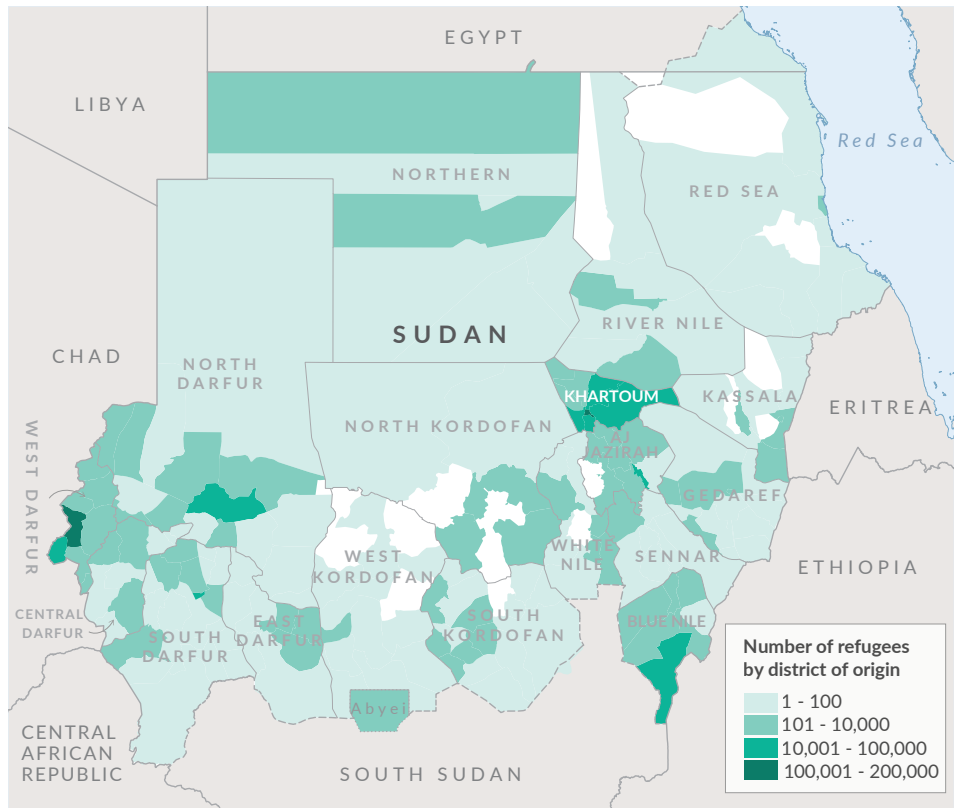 EGYPT
LIBYA
Red Sea
NORTHERN
RED SEA
SUDAN
RIVER NILE
CHAD
NORTH
DARFUR
KHARTOUM
KASSALA
ERITREA
NORTH KORDOFAN
AJ
JAZIRAH
WEST DARFUR
GEDAREF
WHITE
NILE
SENNAR
WEST
KORDOFAN
ETHIOPIA
CENTRAL
DARFUR
SOUTH
DARFUR
EAST
DARFUR
SOUTH
KORDOFAN
BLUE NILE
Abyei
CENTRAL
AFRICAN
REPUBLIC
SOUTH SUDAN
Number of refugees
by district of origin
1 - 100
101 - 10,000
10,001 - 100,000
100,001 - 200,000